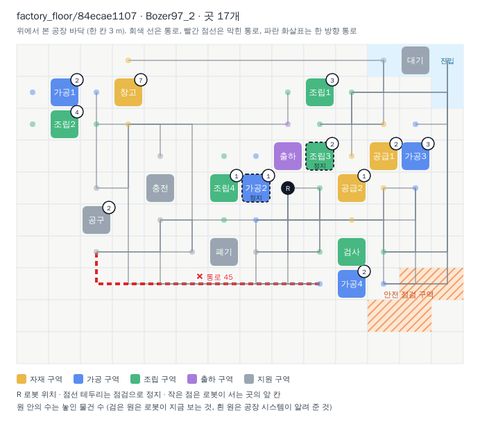 factory_floor/84ecae1107 · Bozer97_2 · 곳 17개
위에서 본 공장 바닥 (한 칸 3 m). 회색 선은 통로, 빨간 점선은 막힌 통로, 파란 화살표는 한 방향 통로
대기
진입
2
7
3
가공1
창고
조립1
4
조립2
2
2
3
출하
조립3
정지
공급1
가공3
1
1
1
충전
조립4
가공2
정지
R
공급2
2
공구
폐기
검사
✖ 통로 45
2
가공4
안전 점검 구역
자재 구역
가공 구역
조립 구역
출하 구역
지원 구역
R 로봇 위치 · 점선 테두리는 점검으로 정지 · 작은 점은 로봇이 서는 곳의 앞 칸
원 안의 수는 놓인 물건 수 (검은 원은 로봇이 지금 보는 것, 흰 원은 공장 시스템이 알려 준 것)